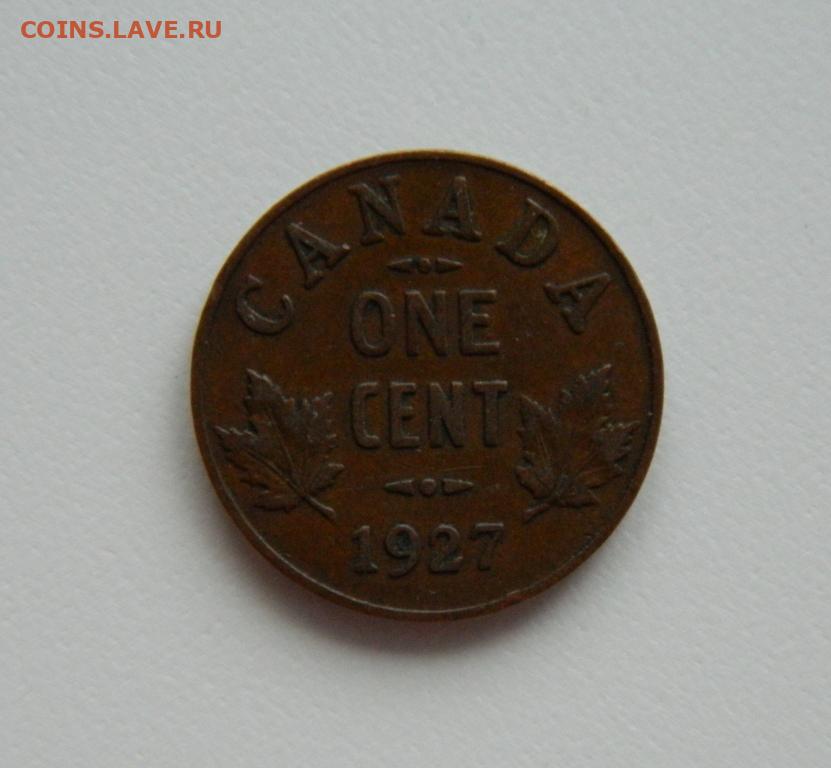 COINS.LAVE.RU
CANADA
ONE
CENT
1927